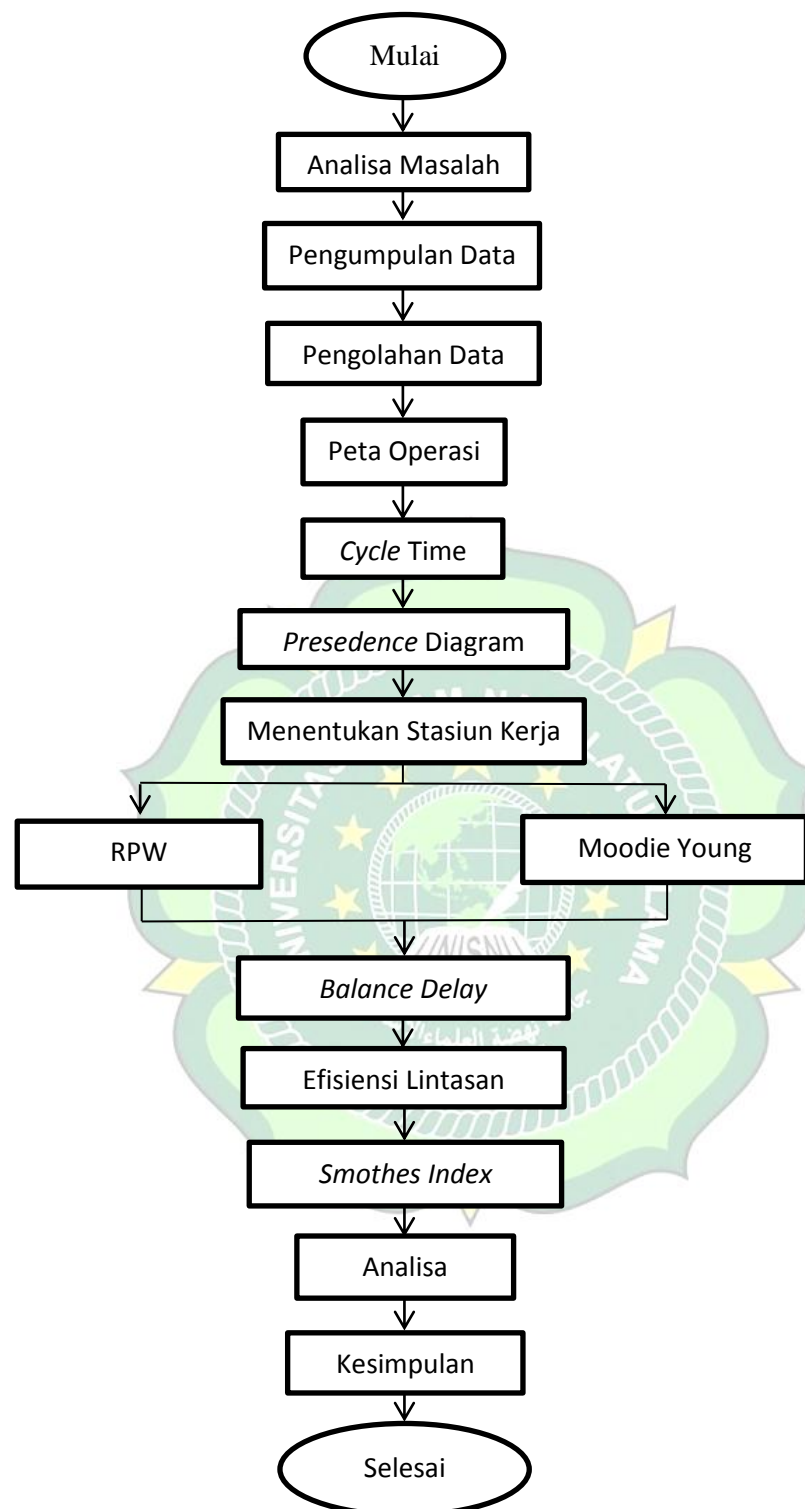 Mulai
Analisa Masalah
Pengumpulan Data
Pengolahan Data
Peta Operasi
Cycle Time
Presedence Diagram
Menentukan Stasiun Kerja
RPW
Moodie Young
UNISNU
Balance Delay
Efisiensi Lintasan
Smothes Index
Analisa
Kesimpulan
Selesai